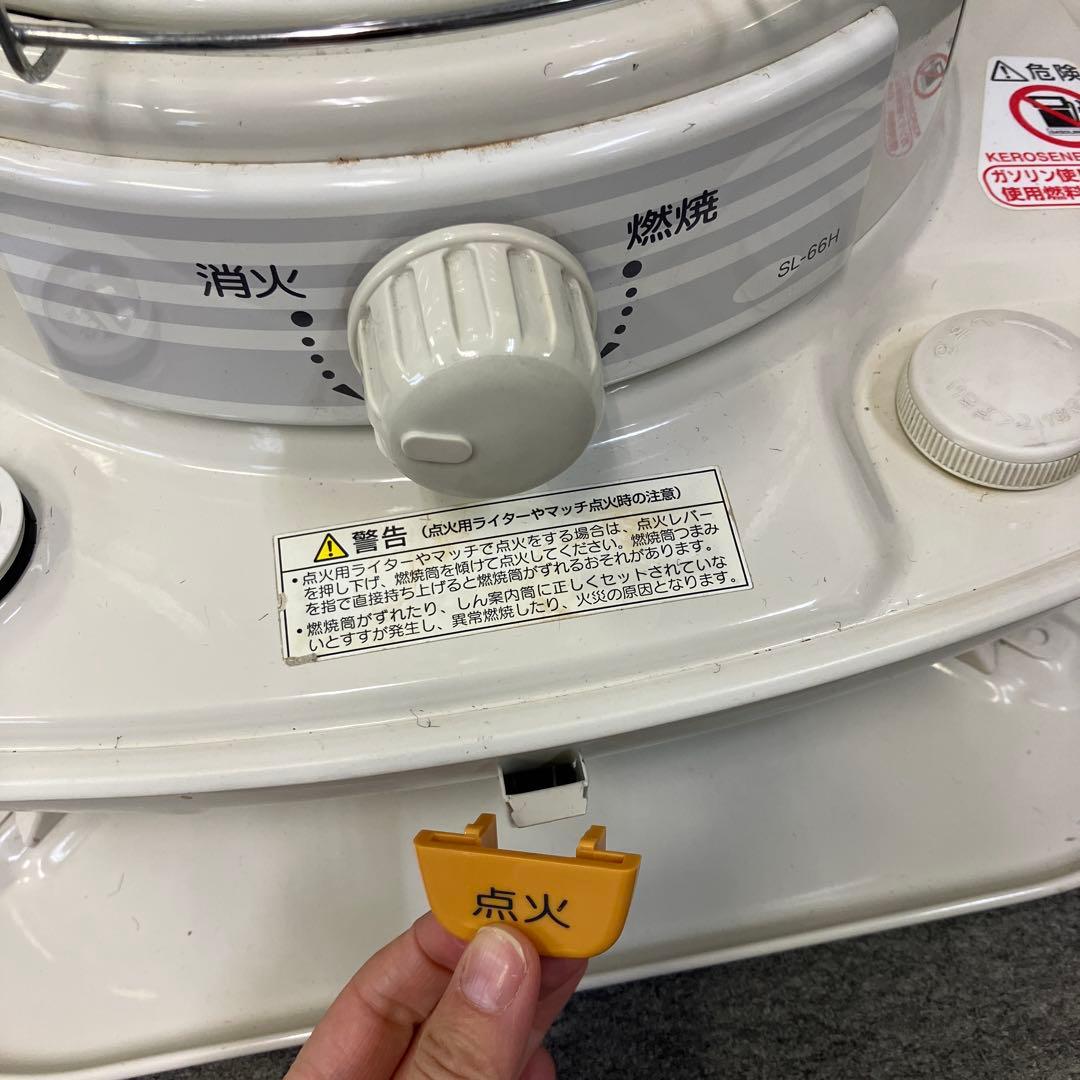 危険
KEROSENE
ガソリン使
使用燃料
燃焼
消火
SL-66H
警告 (点火用ライターやマッチ点火時の注意)
・点火用ライターやマッチで点火をする場合は、点火レバー
を押し下げ、燃焼筒を傾けて点火してください。燃焼筒つまみ
を指で直接持ち上げると燃焼筒がずれるおそれがあります。
・燃焼筒がずれたり、しん案内筒に正しくセットされていな
いとすすが発生し、異常燃焼したり、火災の原因となります。
点火